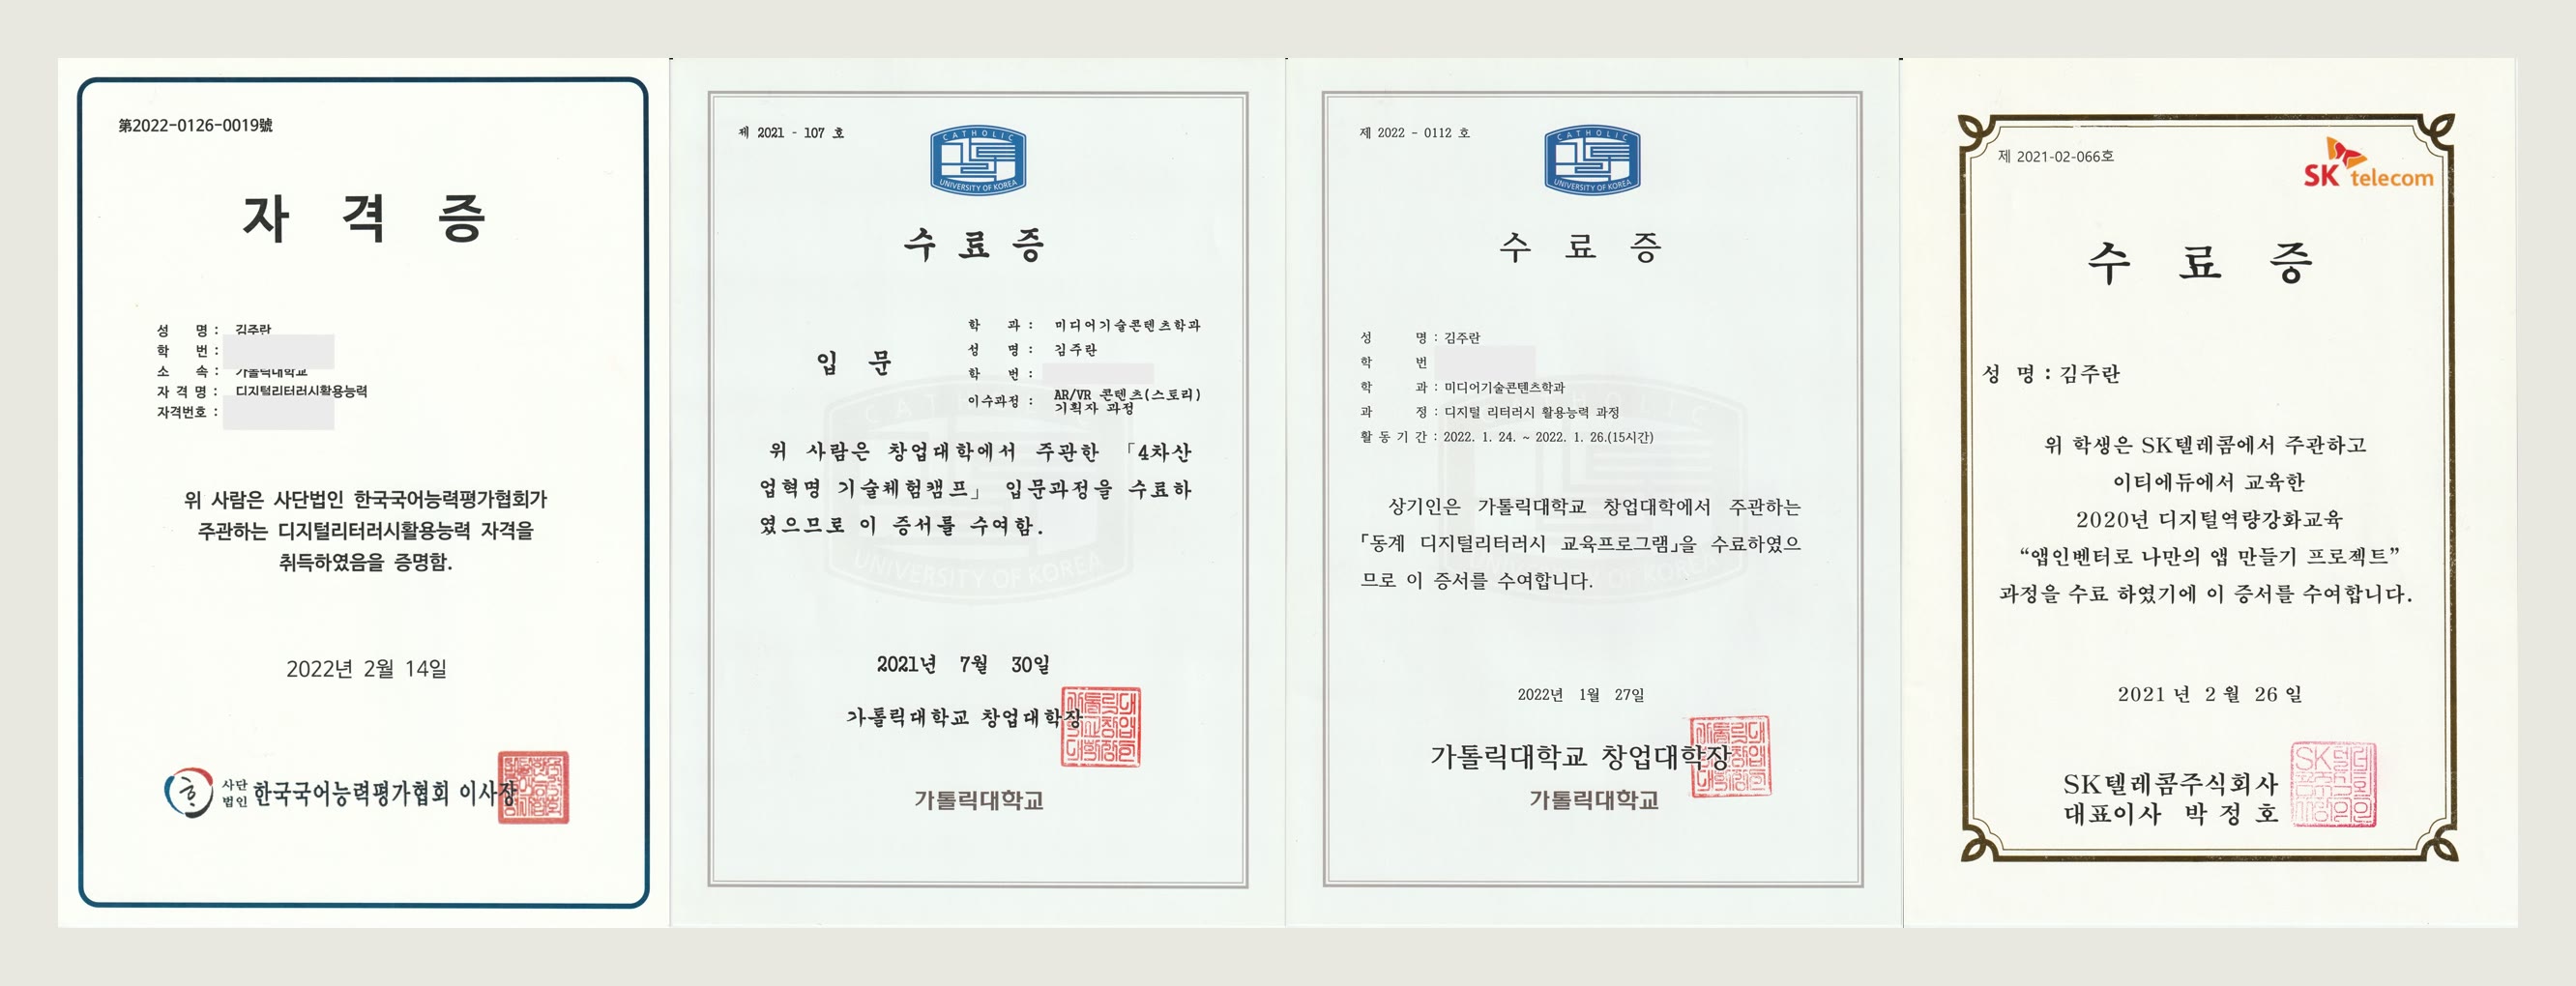 第2022-0126-0019號
자 격 증
성 명 : 김주란
학 번 :
소 속 : 가톨릭대학교
자 격 명 : 디지털리터러시활용능력
자격번호 :
위 사람은 사단법인 한국국어능력평가협회가
주관하는 디지털리터러시활용능력 자격을
취득하였음을 증명함.
2022년 2월 14일
사단
법인 한국국어능력평가협회 이사장
제 2021 - 107 호
CATHOLIC
UNIVERSITY OF KOREA
수 료 증
입 문
학 과 : 미디어기술콘텐츠학과
성 명 : 김주란
학 번 :
이수과정 : AR/VR 콘텐츠(스토리)
기획자 과정
위 사람은 창업대학에서 주관한 「4차산
업혁명 기술체험캠프」 입문과정을 수료하
였으므로 이 증서를 수여함.
UNIVERSITY OF KOREA
2021년 7월 30일
가톨릭대학교 창업대학장
가톨릭대학교
제 2022 - 0112 호
CATHOLIC
UNIVERSITY OF KOREA
수 료 증
성 명 : 김주란
학 번
학 과 : 미디어기술콘텐츠학과
과 정 : 디지털 리터러시 활용능력 과정
활 동 기 간 : 2022. 1. 24. ~ 2022. 1. 26.(15시간)
상기인은 가톨릭대학교 창업대학에서 주관하는
『동계 디지털리터러시 교육프로그램』을 수료하였으
므로 이 증서를 수여합니다.
2022년 1월 27일
가톨릭대학교 창업대학장
가톨릭대학교
제 2021-02-066호
SK telecom
수 료 증
성 명 : 김주란
위 학생은 SK텔레콤에서 주관하고
이티에듀에서 교육한
2020년 디지털역량강화교육
“앱인벤터로 나만의 앱 만들기 프로젝트”
과정을 수료 하였기에 이 증서를 수여합니다.
2021 년 2 월 26 일
SK텔레콤주식회사
대표이사 박 정 호